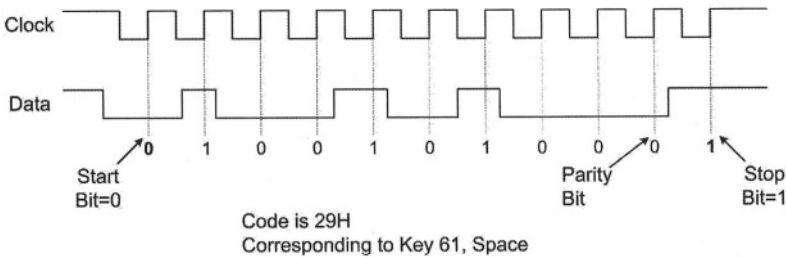 Clock
Data
0 1 0 0 1 0 1 0 0 0 1
Start
Bit=0
Parity
Bit
Stop
Bit=1
Code is 29H
Corresponding to Key 61, Space